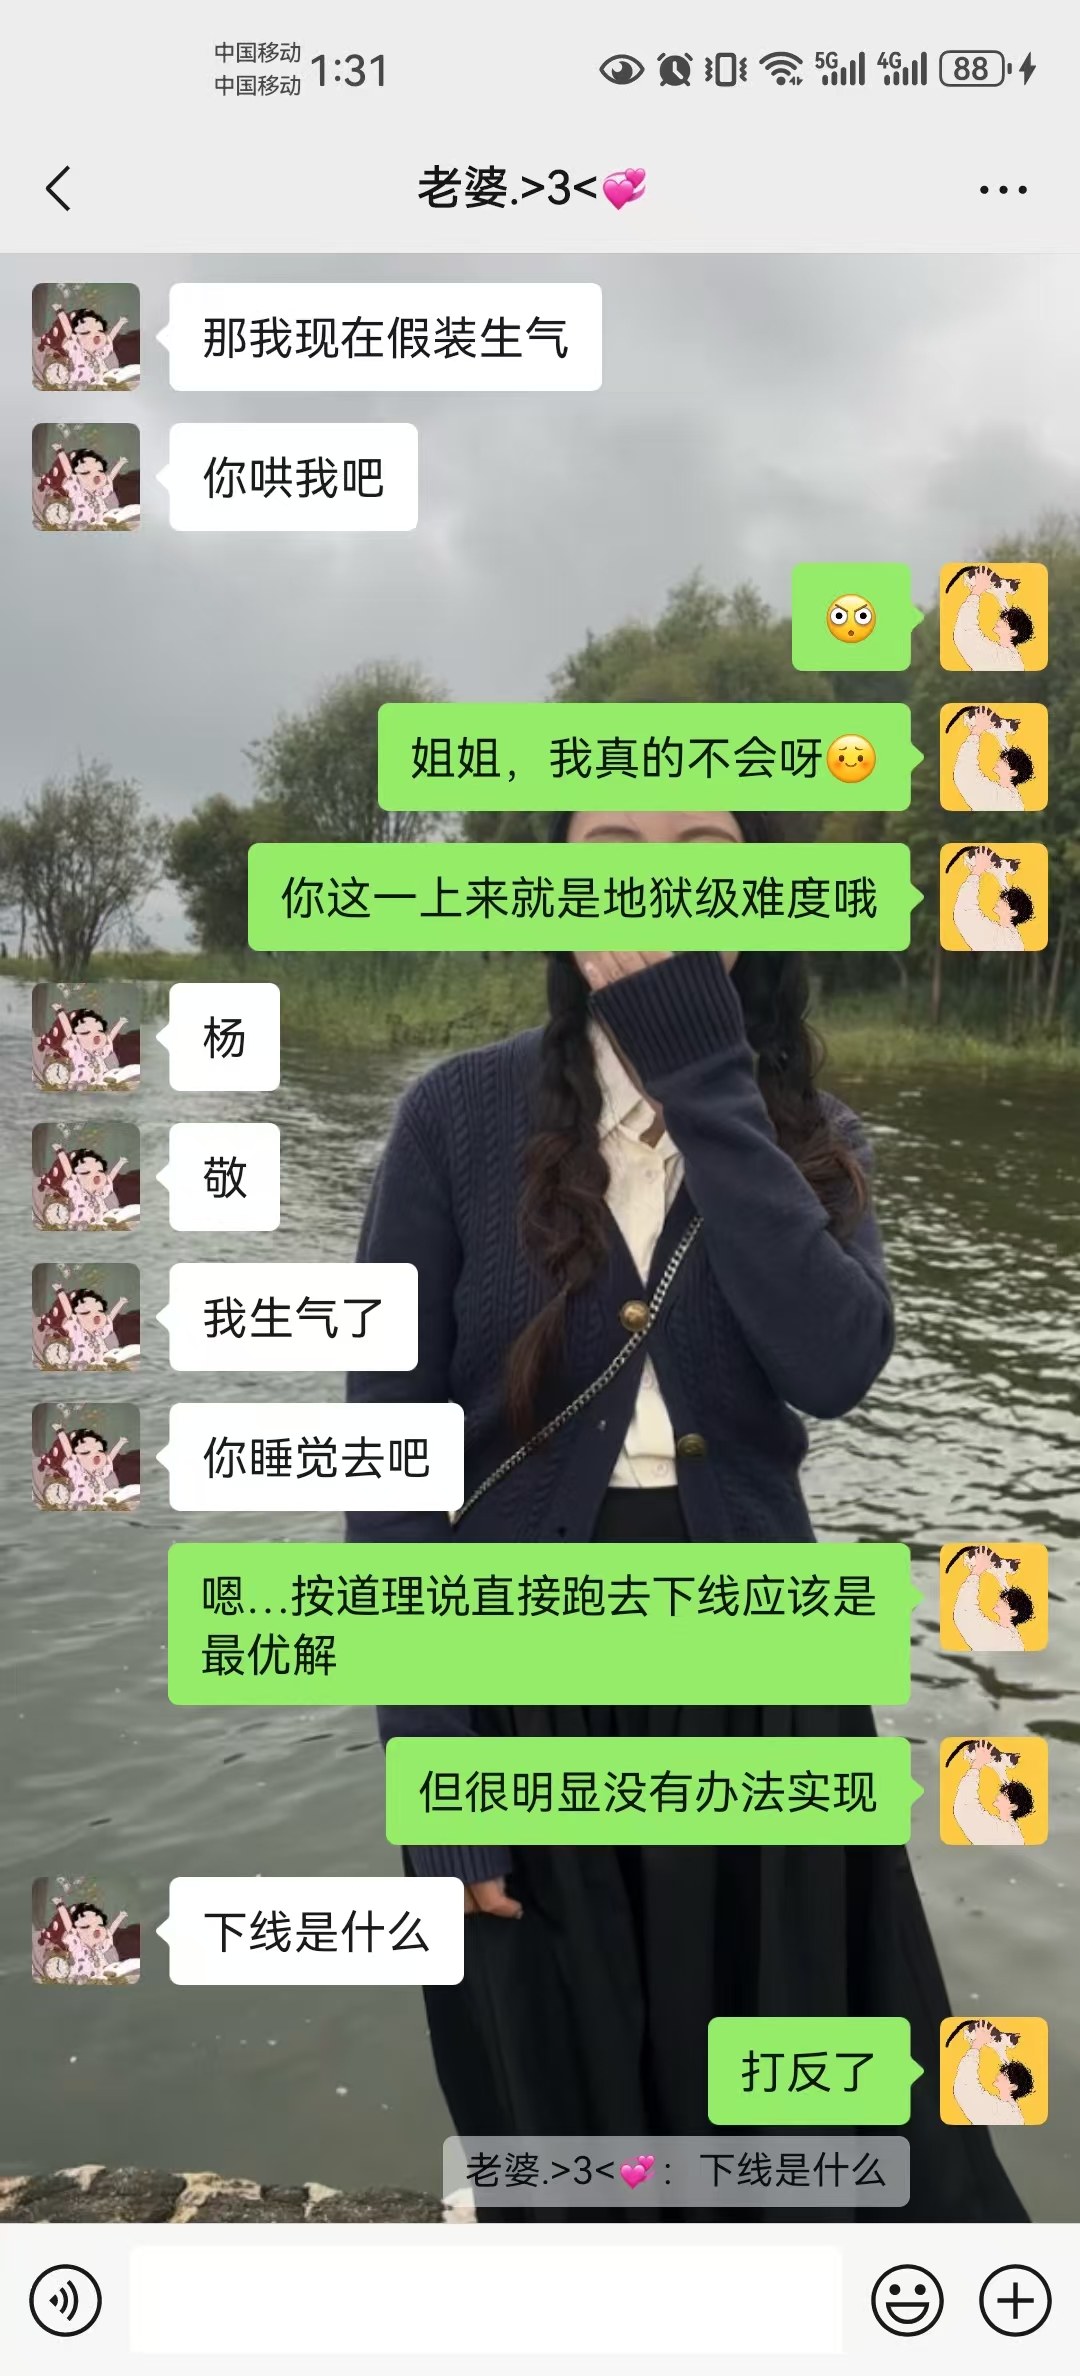 中国移动
中国移动
1:31
5G
4G
88
老婆.>3<💞
那我现在假装生气
你哄我吧
😳
姐姐，我真的不会呀☺️
你这一上来就是地狱级难度哦
杨
敬
我生气了
你睡觉去吧
嗯...按道理说直接跑去下线应该是
最优解
但很明显没有办法实现
下线是什么
打反了
老婆.>3<💞：下线是什么